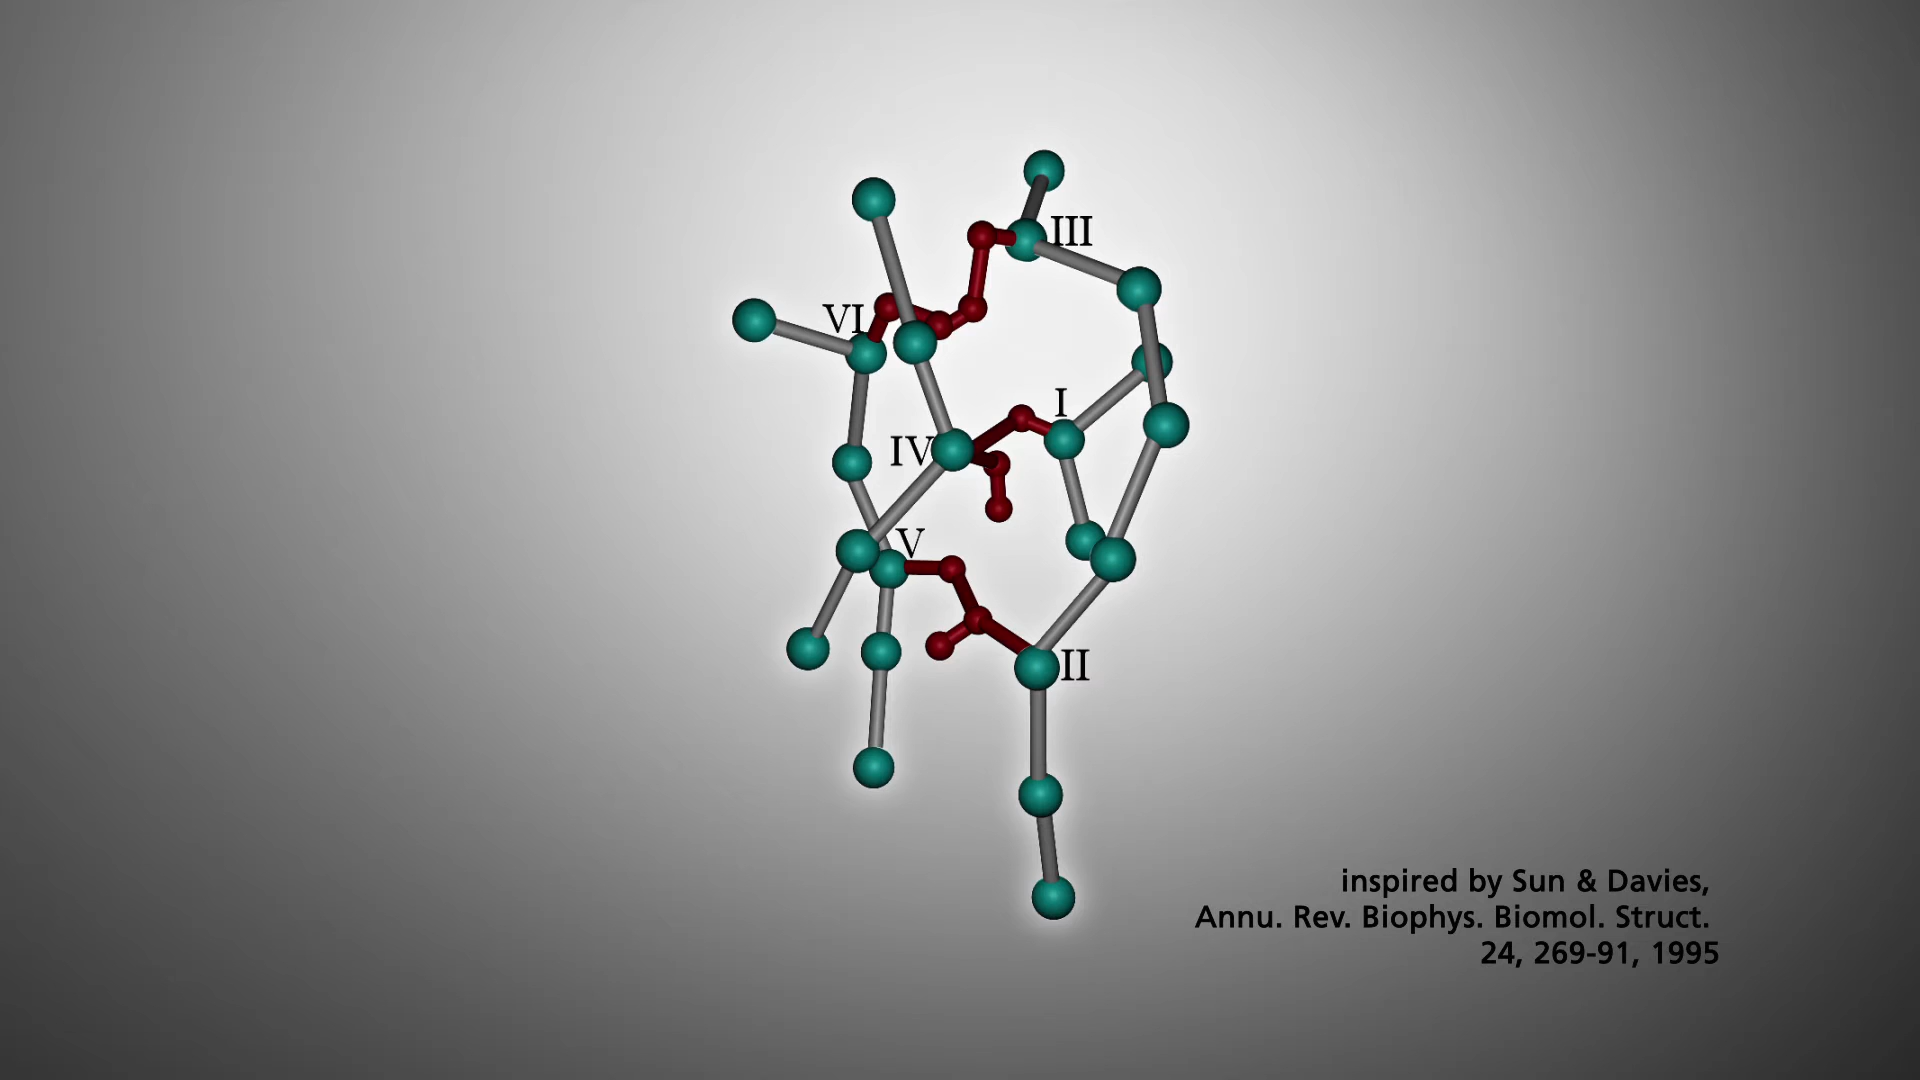 III
VI
I
IV
V
II
inspired by Sun & Davies,
Annu. Rev. Biophys. Biomol. Struct.
24, 269-91, 1995